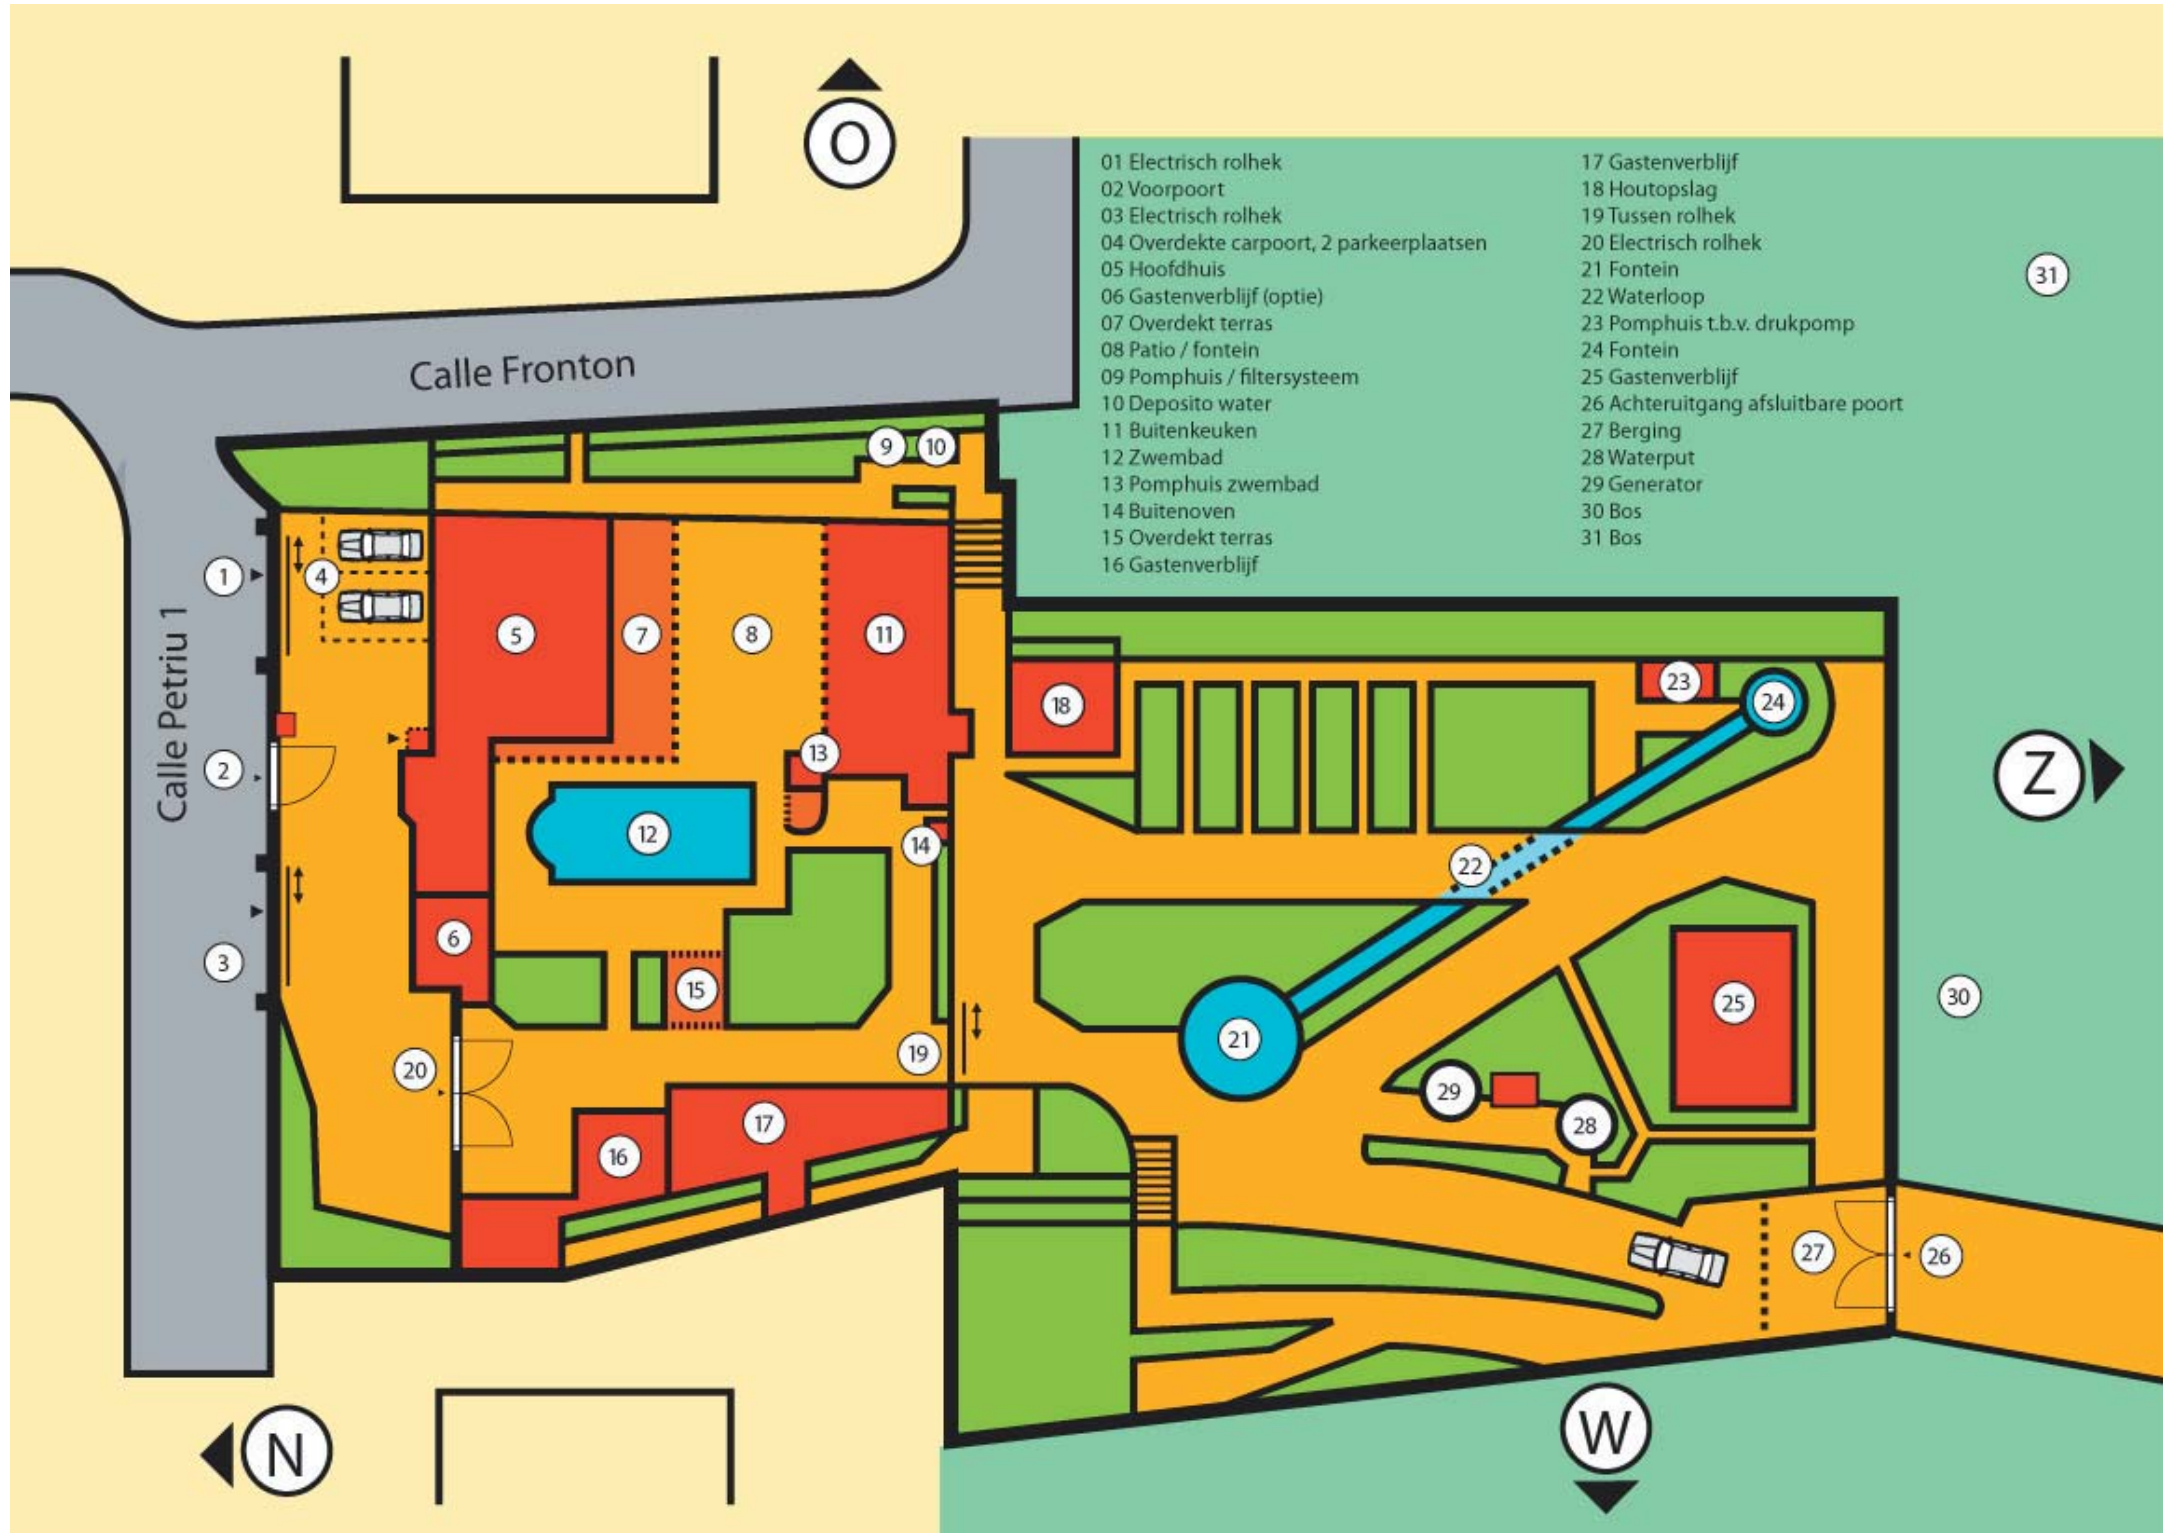 O
01 Electrisch rolhek
02 Voorpoort
03 Electrisch rolhek
04 Overdekte carpoort, 2 parkeerplaatsen
05 Hoofdhuis
06 Gastenverblijf (optie)
07 Overdekt terras
08 Patio / fontein
09 Pomphuis / filtersysteem
10 Deposito water
11 Buitenkeuken
12 Zwembad
13 Pomphuis zwembad
14 Buitenoven
15 Overdekt terras
16 Gastenverblijf
17 Gastenverblijf
18 Houtopslag
19 Tussen rolhek
20 Electrisch rolhek
21 Fontein
22 Waterloop
23 Pomphuis t.b.v. drukpomp
24 Fontein
25 Gastenverblijf
26 Achteruitgang afsluitbare poort
27 Berging
28 Waterput
29 Generator
30 Bos
31 Bos
31
Calle Fronton
9
10
1
4
5
7
8
11
Calle Petriu 1
18
23
24
2
13
Z
12
14
22
3
6
15
25
30
20
19
21
29
17
28
16
27
26
N
W